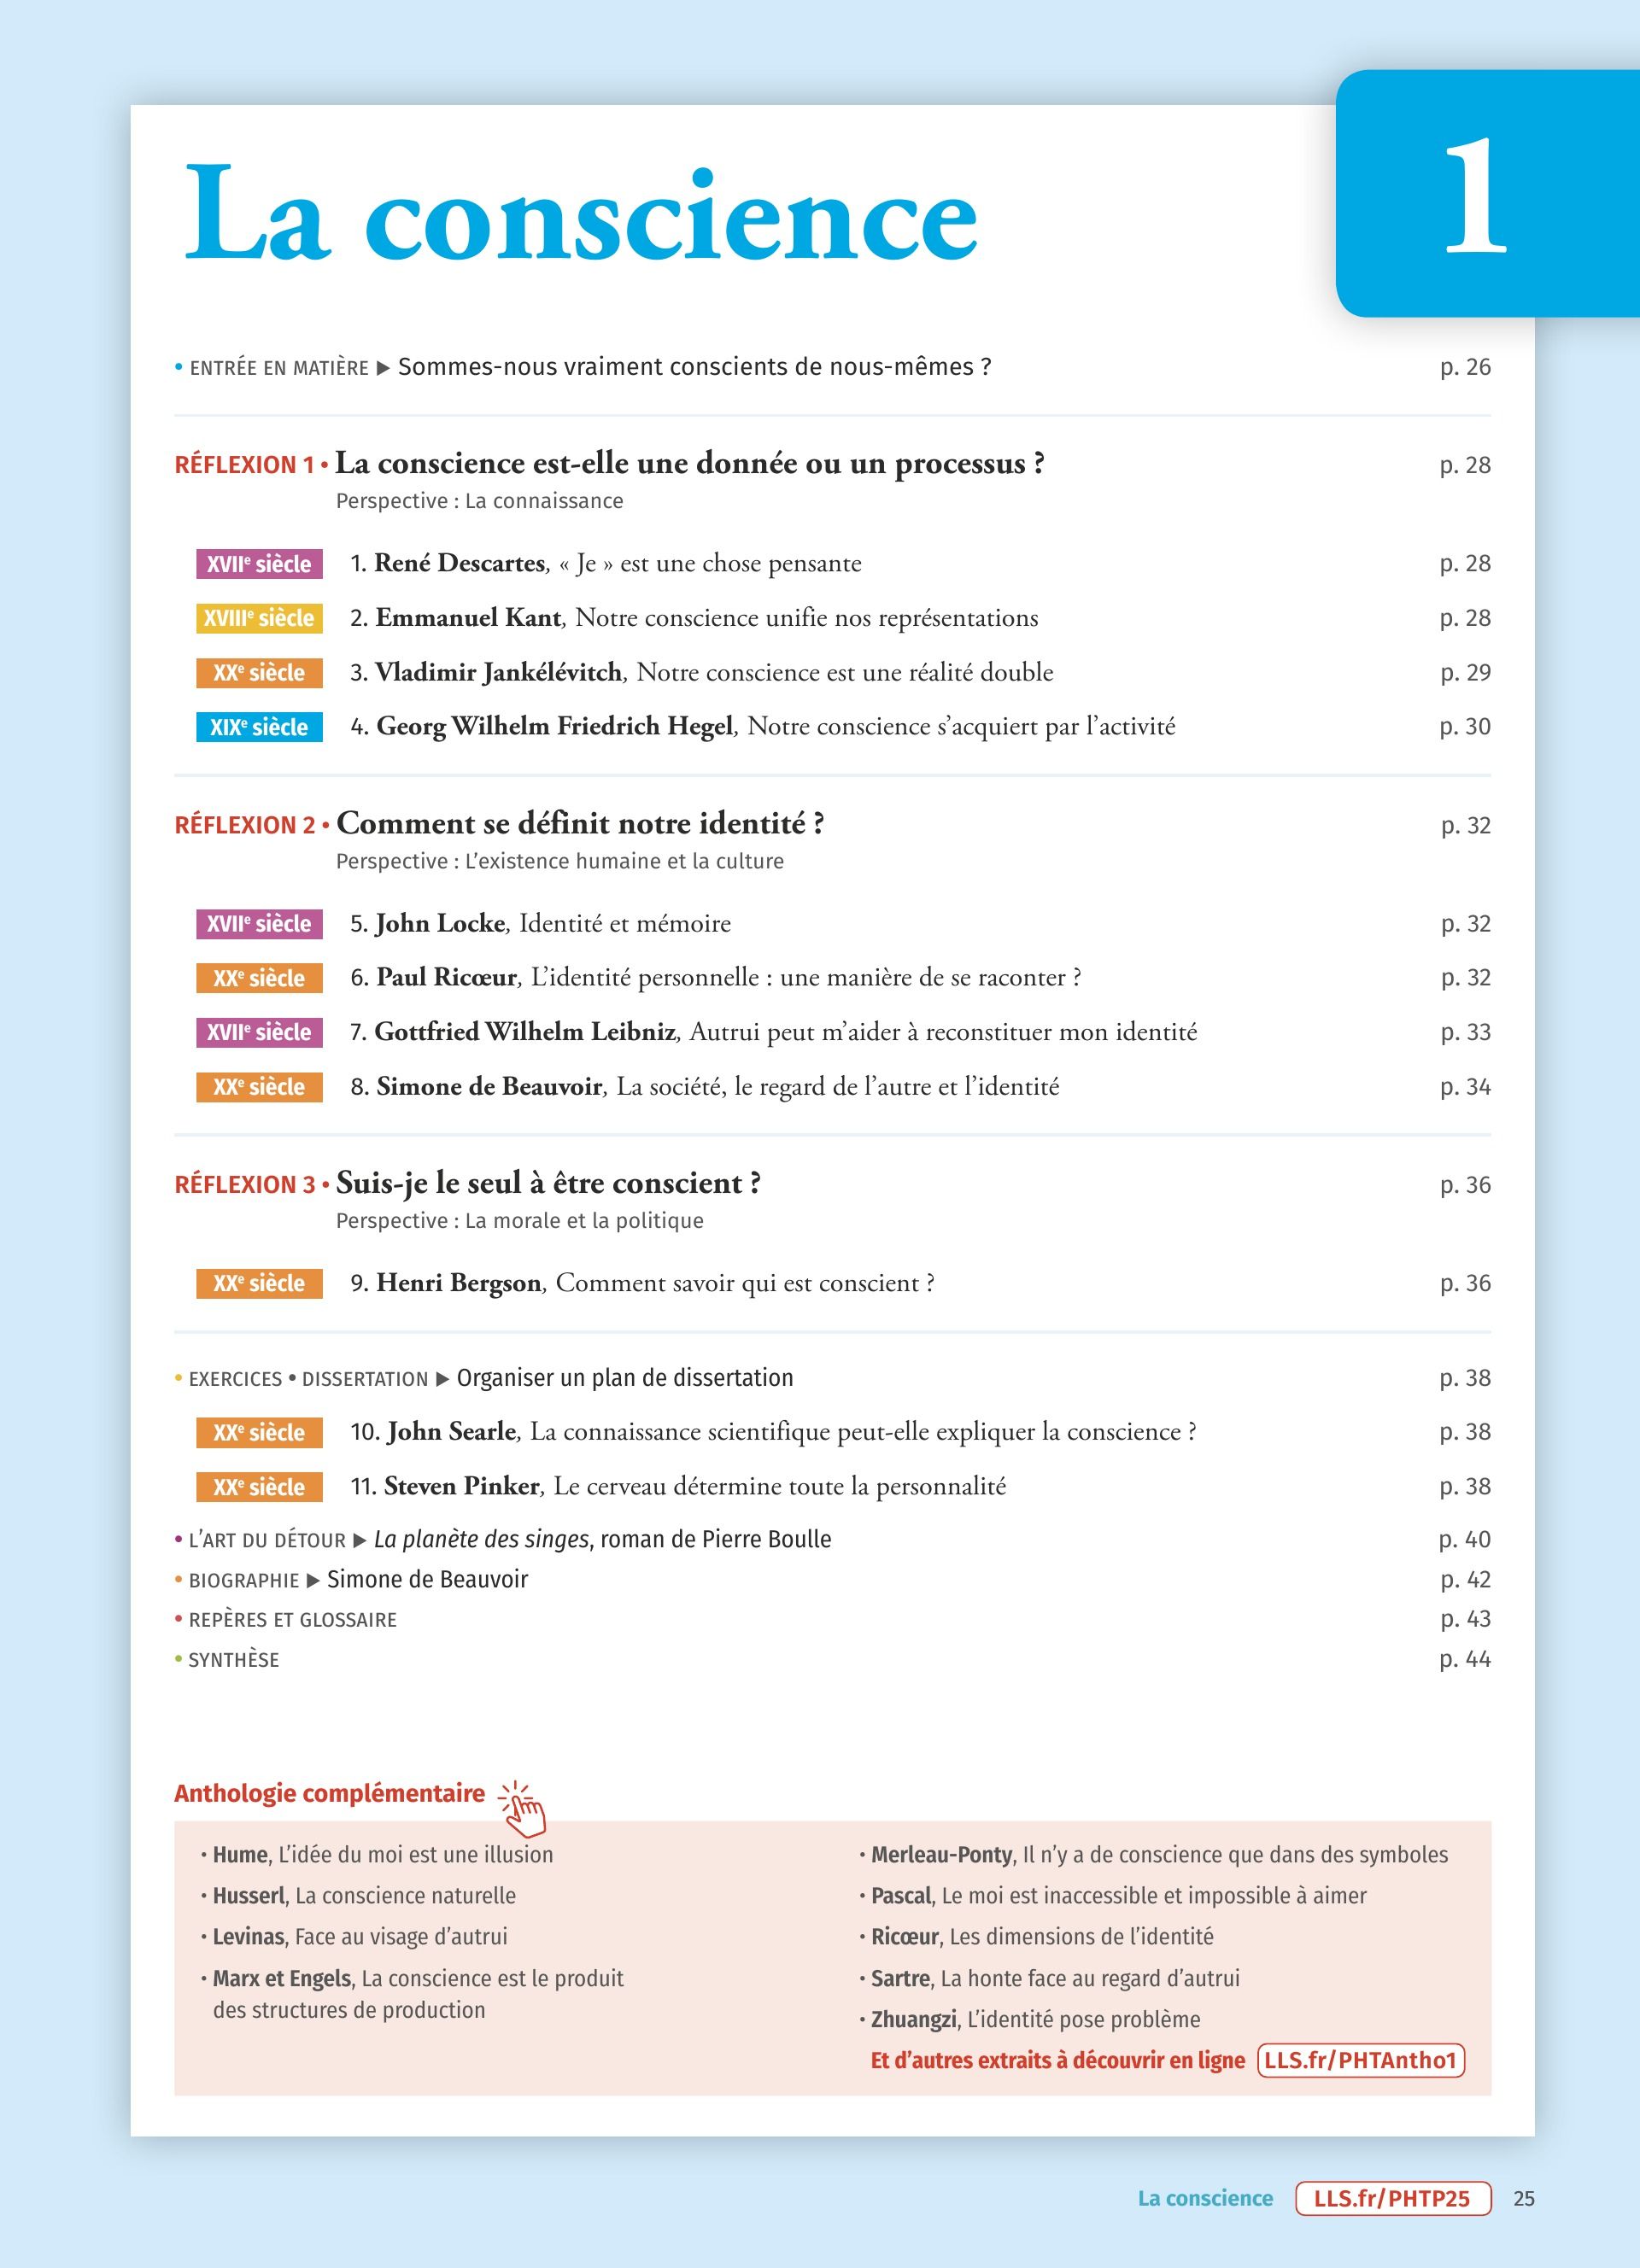 1
La conscience
• ENTRÉE EN MATIÈRE ▶ Sommes-nous vraiment conscients de nous-mêmes ? p. 26
RÉFLEXION 1 • La conscience est-elle une donnée ou un processus ? p. 28
Perspective : La connaissance
XVIIe siècle 1. René Descartes, « Je » est une chose pensante p. 28
XVIIIe siècle 2. Emmanuel Kant, Notre conscience unifie nos représentations p. 28
XXe siècle 3. Vladimir Jankélévitch, Notre conscience est une réalité double p. 29
XIXe siècle 4. Georg Wilhelm Friedrich Hegel, Notre conscience s’acquiert par l’activité p. 30
RÉFLEXION 2 • Comment se définit notre identité ? p. 32
Perspective : L’existence humaine et la culture
XVIIe siècle 5. John Locke, Identité et mémoire p. 32
XXe siècle 6. Paul Ricœur, L’identité personnelle : une manière de se raconter ? p. 32
XVIIe siècle 7. Gottfried Wilhelm Leibniz, Autrui peut m’aider à reconstituer mon identité p. 33
XXe siècle 8. Simone de Beauvoir, La société, le regard de l’autre et l’identité p. 34
RÉFLEXION 3 • Suis-je le seul à être conscient ? p. 36
Perspective : La morale et la politique
XXe siècle 9. Henri Bergson, Comment savoir qui est conscient ? p. 36
• EXERCICES • DISSERTATION ▶ Organiser un plan de dissertation p. 38
XXe siècle 10. John Searle, La connaissance scientifique peut-elle expliquer la conscience ? p. 38
XXe siècle 11. Steven Pinker, Le cerveau détermine toute la personnalité p. 38
• L’ART DU DÉTOUR ▶ La planète des singes, roman de Pierre Boulle p. 40
• BIOGRAPHIE ▶ Simone de Beauvoir p. 42
• REPÈRES ET GLOSSAIRE p. 43
• SYNTHÈSE p. 44
Anthologie complémentaire
• Hume, L’idée du moi est une illusion
• Husserl, La conscience naturelle
• Levinas, Face au visage d’autrui
• Marx et Engels, La conscience est le produit
des structures de production
• Merleau-Ponty, Il n’y a de conscience que dans des symboles
• Pascal, Le moi est inaccessible et impossible à aimer
• Ricœur, Les dimensions de l’identité
• Sartre, La honte face au regard d’autrui
• Zhuangzi, L’identité pose problème
Et d’autres extraits à découvrir en ligne LLS.fr/PHTAntho1
La conscience LLS.fr/PHTP25 25